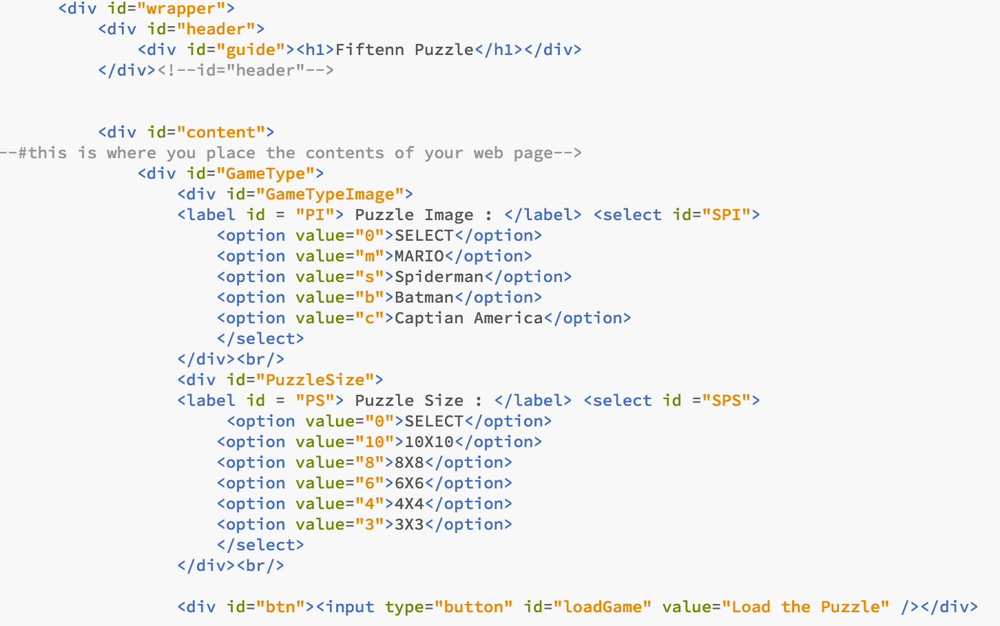 <div id="wrapper">
<div id="header">
<div id="guide"><h1>Fiftenn Puzzle</h1></div>
</div><!--id="header"-->
<div id="content">
--#this is where you place the contents of your web page-->
<div id="GameType">
<div id="GameTypeImage">
<label id = "PI"> Puzzle Image : </label> <select id="SPI">
<option value="0">SELECT</option>
<option value="m">MARIO</option>
<option value="s">Spiderman</option>
<option value="b">Batman</option>
<option value="c">Captian America</option>
</select>
</div><br/>
<div id="PuzzleSize">
<label id = "PS"> Puzzle Size : </label> <select id ="SPS">
<option value="0">SELECT</option>
<option value="10">10X10</option>
<option value="8">8X8</option>
<option value="6">6X6</option>
<option value="4">4X4</option>
<option value="3">3X3</option>
</select>
</div><br/>
<div id="btn"><input type="button" id="loadGame" value="Load the Puzzle" /></div>